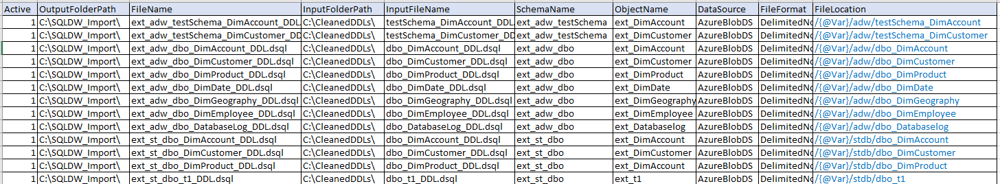 Active OutputFolderPath FileName InputFolderPath InputFileName SchemaName ObjectName DataSource FileFormat FileLocation
1 C:\SQLDW_Import\ ext_adw_testSchema_DimAccount_DDL. C:\CleanedDDLs\ testSchema_DimAccount_DDL. ext_adw_testSchema ext_DimAccount AzureBlobDS DelimitedNo /{@Var}/adw/testSchema_DimAccount
1 C:\SQLDW_Import\ ext_adw_testSchema_DimCustomer_DD C:\CleanedDDLs\ testSchema_DimCustomer_DD ext_adw_testSchema ext_DimCustomer AzureBlobDS DelimitedNo /{@Var}/adw/testSchema_DimCustomer
1 C:\SQLDW_Import\ ext_adw_dbo_DimAccount_DDL.dsql C:\CleanedDDLs\ dbo_DimAccount_DDL.dsql ext_adw_dbo ext_DimAccount AzureBlobDS DelimitedNo /{@Var}/adw/dbo_DimAccount
1 C:\SQLDW_Import\ ext_adw_dbo_DimCustomer_DDL.dsql C:\CleanedDDLs\ dbo_DimCustomer_DDL.dsql ext_adw_dbo ext_DimCustomer AzureBlobDS DelimitedNo /{@Var}/adw/dbo_DimCustomer
1 C:\SQLDW_Import\ ext_adw_dbo_DimProduct_DDL.dsql C:\CleanedDDLs\ dbo_DimProduct_DDL.dsql ext_adw_dbo ext_DimProduct AzureBlobDS DelimitedNo /{@Var}/adw/dbo_DimProduct
1 C:\SQLDW_Import\ ext_adw_dbo_DimDate_DDL.dsql C:\CleanedDDLs\ dbo_DimDate_DDL.dsql ext_adw_dbo ext_DimDate AzureBlobDS DelimitedNo /{@Var}/adw/dbo_DimDate
1 C:\SQLDW_Import\ ext_adw_dbo_DimGeography_DDL.dsql C:\CleanedDDLs\ dbo_DimGeography_DDL.dsql ext_adw_dbo ext_DimGeography AzureBlobDS DelimitedNo /{@Var}/adw/dbo_DimGeography
1 C:\SQLDW_Import\ ext_adw_dbo_DimEmployee_DDL.dsql C:\CleanedDDLs\ dbo_DimEmployee_DDL.dsql ext_adw_dbo ext_DimEmployee AzureBlobDS DelimitedNo /{@Var}/adw/dbo_DimEmployee
1 C:\SQLDW_Import\ ext_adw_dbo_DatabaseLog_DDL.dsql C:\CleanedDDLs\ dbo_DatabaseLog_DDL.dsql ext_adw_dbo ext_Databaselog AzureBlobDS DelimitedNo /{@Var}/adw/dbo_Databaselog
1 C:\SQLDW_Import\ ext_st_dbo_DimAccount_DDL.dsql C:\CleanedDDLs\ dbo_DimAccount_DDL.dsql ext_st_dbo ext_DimAccount AzureBlobDS DelimitedNo /{@Var}/stdb/dbo_DimAccount
1 C:\SQLDW_Import\ ext_st_dbo_DimCustomer_DDL.dsql C:\CleanedDDLs\ dbo_DimCustomer_DDL.dsql ext_st_dbo ext_DimCustomer AzureBlobDS DelimitedNo /{@Var}/stdb/dbo_DimCustomer
1 C:\SQLDW_Import\ ext_st_dbo_DimProduct_DDL.dsql C:\CleanedDDLs\ dbo_DimProduct_DDL.dsql ext_st_dbo ext_DimAccount AzureBlobDS DelimitedNo /{@Var}/stdb/dbo_DimProduct
1 C:\SQLDW_Import\ ext_st_dbo_t1_DDL.dsql C:\CleanedDDLs\ dbo_t1_DDL.dsql ext_st_dbo ext_t1 AzureBlobDS DelimitedNo /{@Var}/stdb/dbo_t1